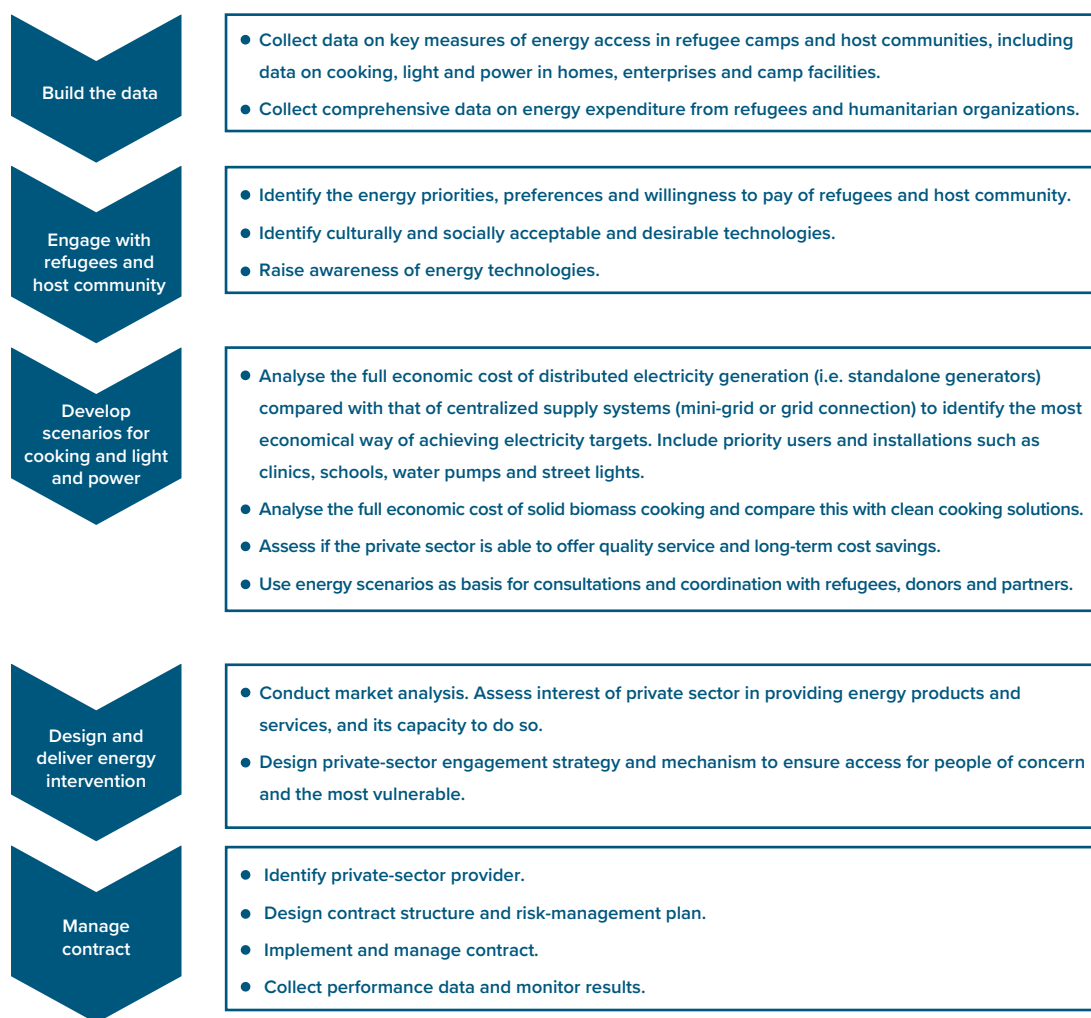 Build the data
● Collect data on key measures of energy access in refugee camps and host communities, including
data on cooking, light and power in homes, enterprises and camp facilities.
● Collect comprehensive data on energy expenditure from refugees and humanitarian organizations.
Engage with
refugees and
host community
● Identify the energy priorities, preferences and willingness to pay of refugees and host community.
● Identify culturally and socially acceptable and desirable technologies.
● Raise awareness of energy technologies.
Develop
scenarios for
cooking and light
and power
● Analyse the full economic cost of distributed electricity generation (i.e. standalone generators)
compared with that of centralized supply systems (mini-grid or grid connection) to identify the most
economical way of achieving electricity targets. Include priority users and installations such as
clinics, schools, water pumps and street lights.
● Analyse the full economic cost of solid biomass cooking and compare this with clean cooking solutions.
● Assess if the private sector is able to offer quality service and long-term cost savings.
● Use energy scenarios as basis for consultations and coordination with refugees, donors and partners.
Design and
deliver energy
intervention
● Conduct market analysis. Assess interest of private sector in providing energy products and
services, and its capacity to do so.
● Design private-sector engagement strategy and mechanism to ensure access for people of concern
and the most vulnerable.
Manage
contract
● Identify private-sector provider.
● Design contract structure and risk-management plan.
● Implement and manage contract.
● Collect performance data and monitor results.